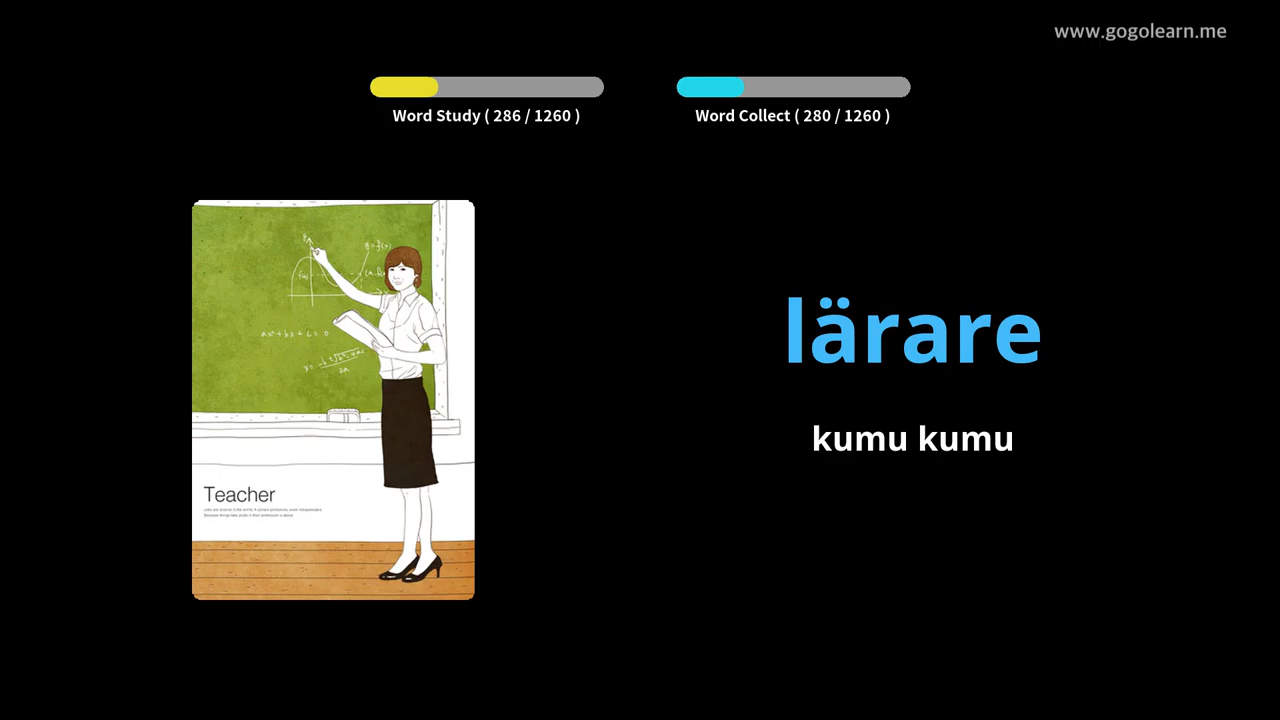 www.gogolearn.me
Word Study ( 286 / 1260 )
Word Collect ( 280 / 1260 )
lärare
kumu kumu
Teacher